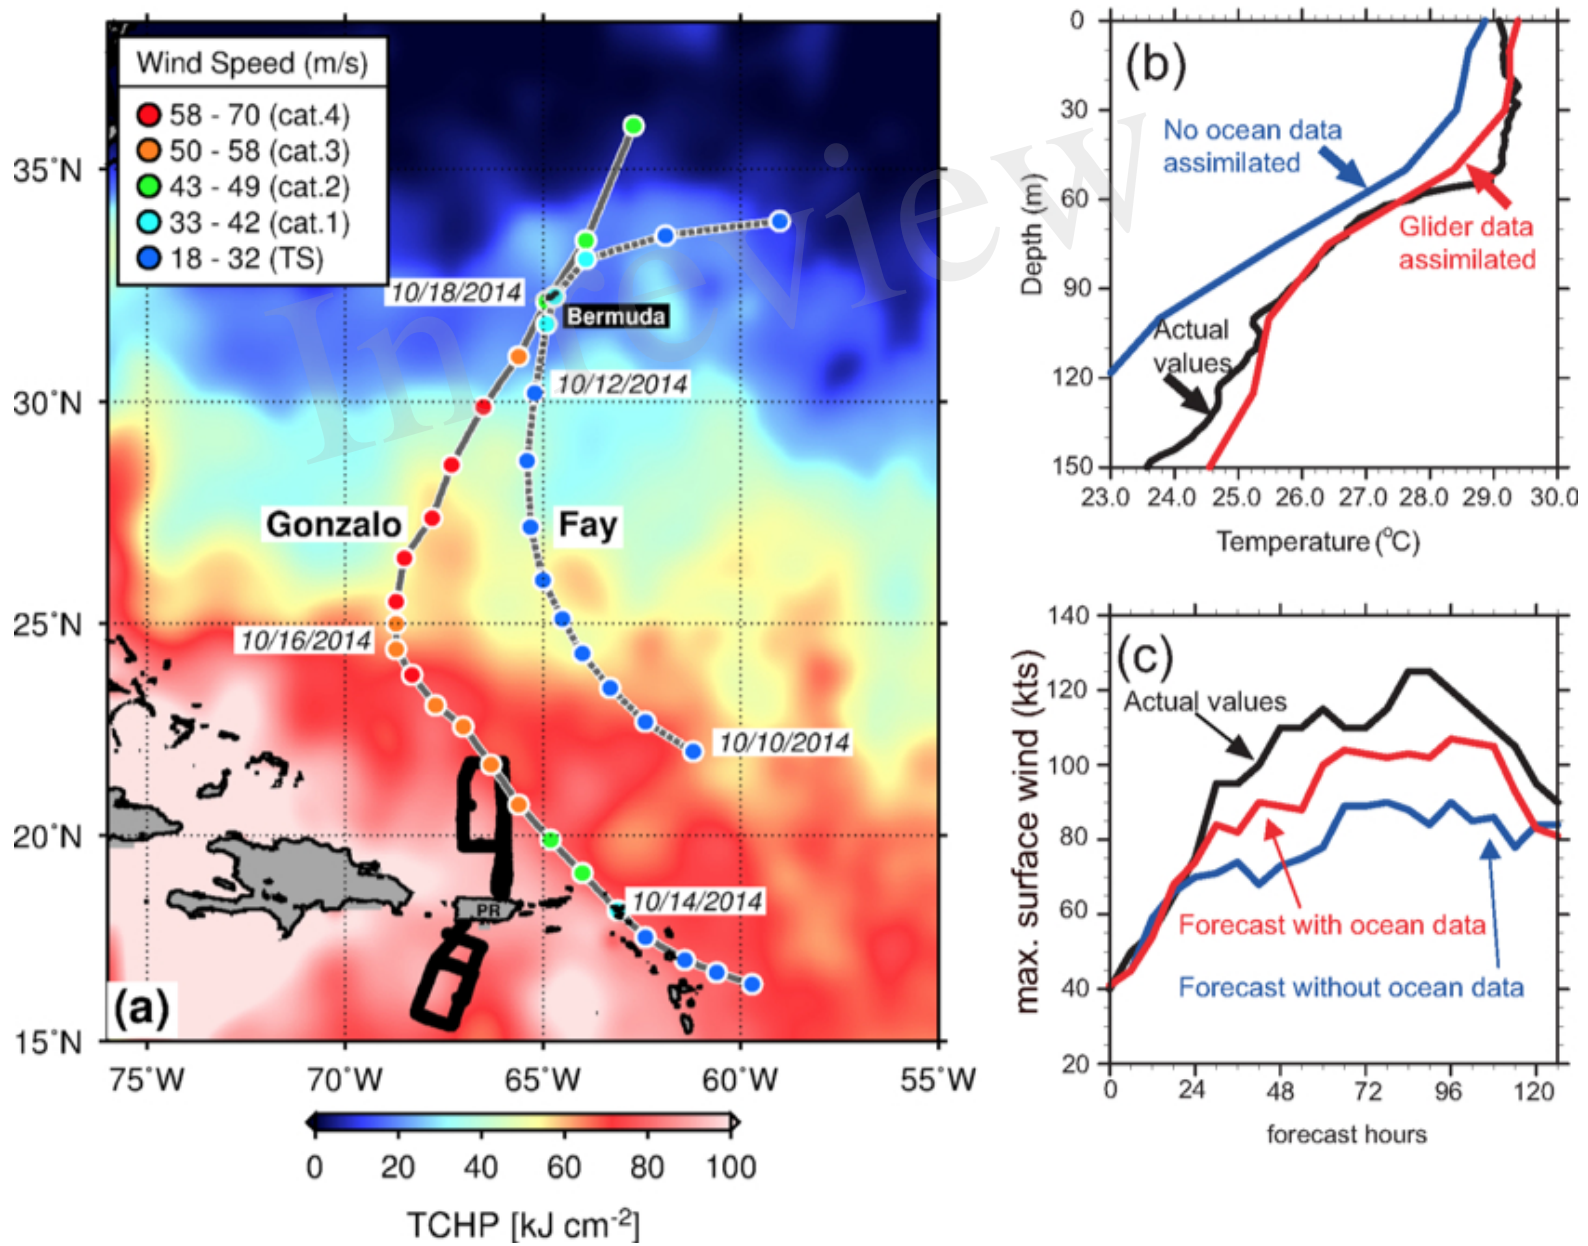 Wind Speed (m/s)
58 - 70 (cat.4)
50 - 58 (cat.3)
43 - 49 (cat.2)
33 - 42 (cat.1)
18 - 32 (TS)
35°N
30°N
25°N
20°N
15°N
75°W
70°W
65°W
60°W
55°W
10/18/2014
Bermuda
10/12/2014
Gonzalo
Fay
10/16/2014
10/10/2014
10/14/2014
PR
(a)
0 20 40 60 80 100
TCHP [kJ cm-2]
In review
(b)
0
30
60
90
120
150
Depth (m)
No ocean data
assimilated
Glider data
assimilated
Actual
values
23.0 24.0 25.0 26.0 27.0 28.0 29.0 30.0
Temperature (°C)
(c)
140
120
100
80
60
40
20
max. surface wind (kts)
Actual values
Forecast with ocean data
Forecast without ocean data
0 24 48 72 96 120
forecast hours